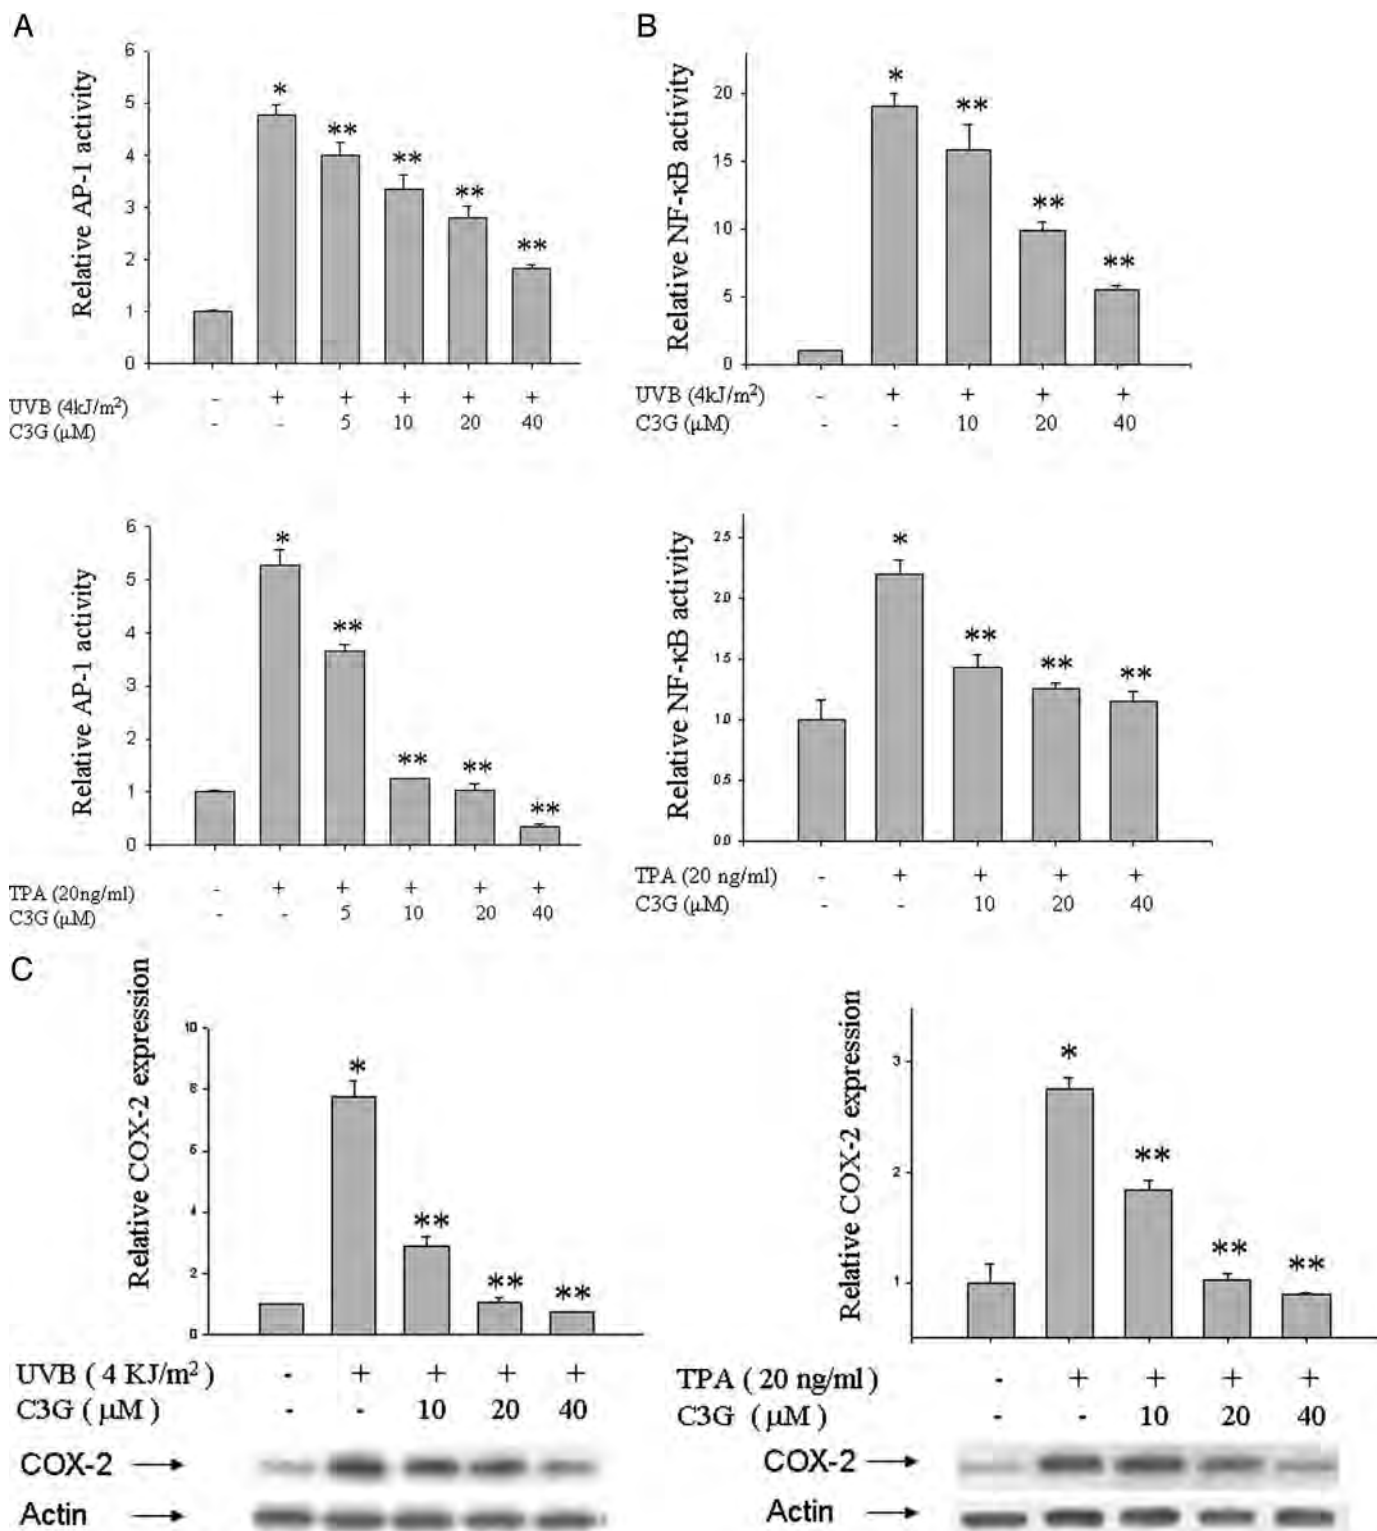 A
Relative AP-1 activity
6
5
4
3
2
1
0
* ** ** ** **
UVB (4kJ/m²) - + + + + +
C3G (µM) - - 5 10 20 40
B
Relative NF-κB activity
20
15
10
5
0
* ** ** **
UVB (4kJ/m²) - + + + +
C3G (µM) - - 10 20 40
Relative AP-1 activity
6
5
4
3
2
1
0
* ** ** ** **
TPA (20ng/ml) - + + + + +
C3G (µM) - - 5 10 20 40
Relative NF-κB activity
2.5
2.0
1.5
1.0
0.5
0.0
* ** ** **
TPA (20 ng/ml) - + + + +
C3G (µM) - - 10 20 40
C
Relative COX-2 expression
10
8
6
4
2
0
* ** ** **
UVB ( 4 KJ/m²) - + + + +
C3G ( µM ) - - 10 20 40
COX-2
Actin
Relative COX-2 expression
3
2
1
* ** ** **
TPA ( 20 ng/ml) - + + + +
C3G ( µM) - - 10 20 40
COX-2
Actin